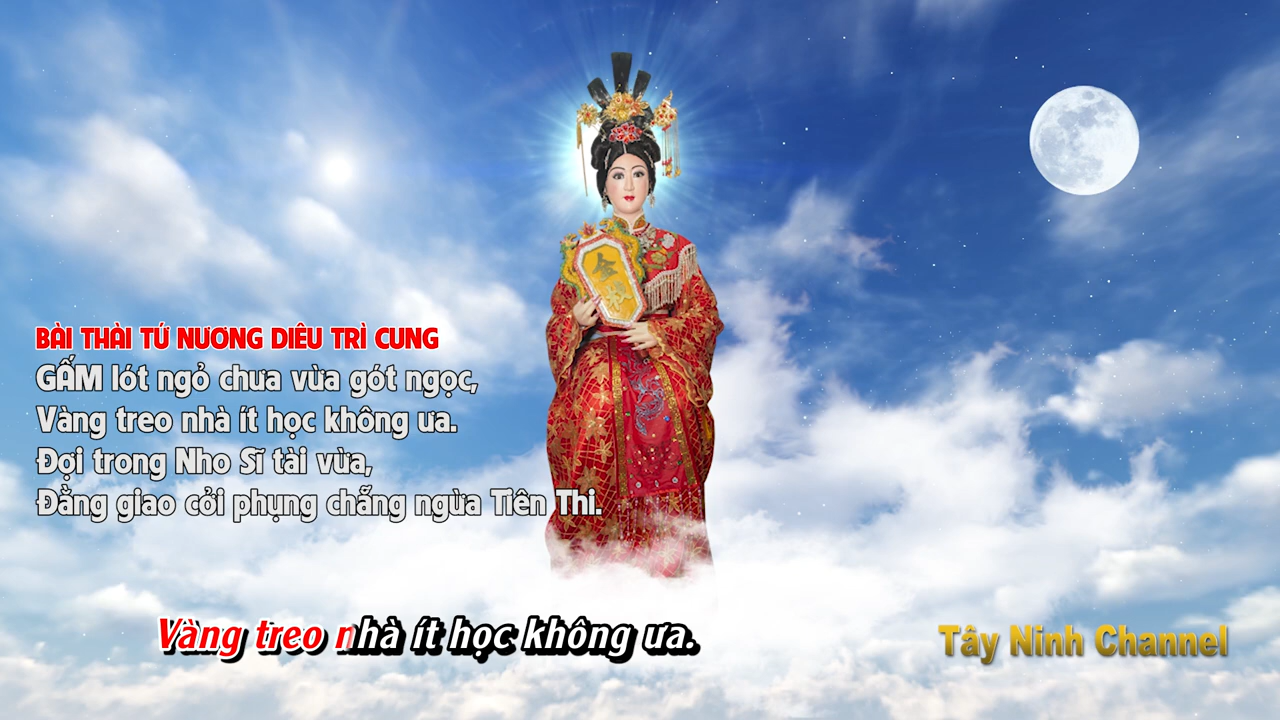 BÀI THÀI TỨ NƯƠNG DIÊU TRÌ CUNG
GẤM lót ngỏ chưa vừa gót ngọc,
Vàng treo nhà ít học không ưa.
Đợi trong Nho Sĩ tài vừa,
Đằng giao cỏi phụng chẵng ngừa Tiên Thi.
Vàng treo nhà ít học không ưa.
Tây Ninh Channel